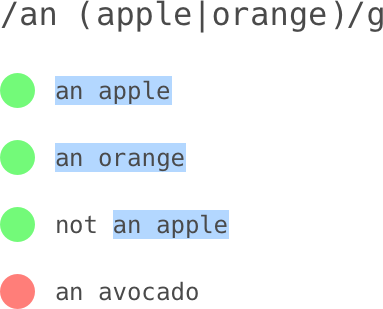 /an (apple|orange)/g
an apple
an orange
not an apple
an avocado